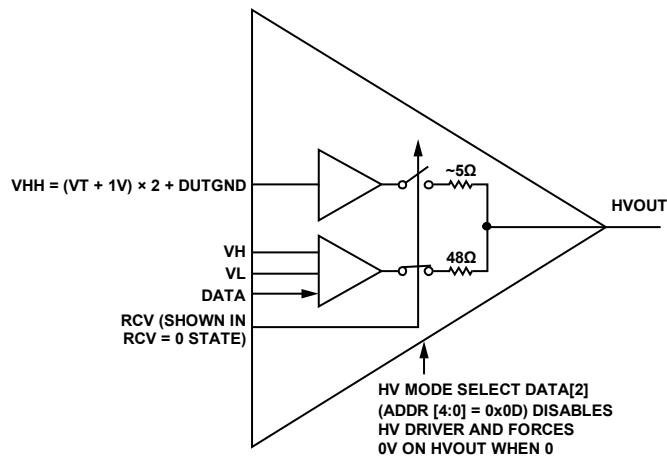 VHH = (VT + 1V) × 2 + DUTGND
~5Ω
HVOUT
VH
48Ω
VL
DATA
RCV (SHOWN IN
RCV = 0 STATE)
HV MODE SELECT DATA[2]
(ADDR [4:0] = 0x0D) DISABLES
HV DRIVER AND FORCES
0V ON HVOUT WHEN 0